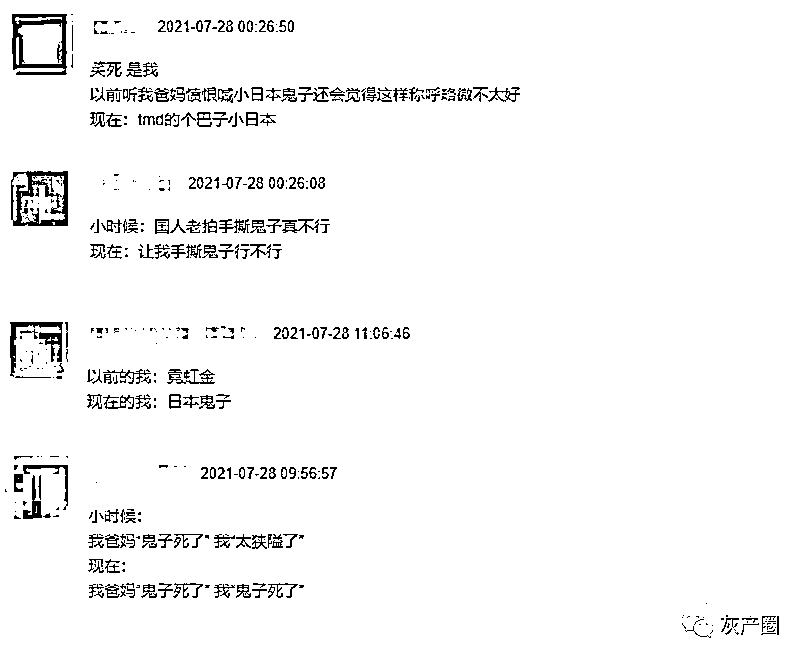 2021-07-28 00:26:50
笑死 是我
以前听我爸妈愤恨喊小日本鬼子还会觉得这样称呼略微不太好
现在：tmd的个巴子小日本
2021-07-28 00:26:08
小时候：国人老拍手撕鬼子真不行
现在：让我手撕鬼子行不行
2021-07-28 11:06:46
以前的我：霓虹金
现在的我：日本鬼子
2021-07-28 09:56:57
小时候：
我爸妈“鬼子死了” 我“太狭隘了”
现在：
我爸妈“鬼子死了” 我“鬼子死了”
灰产圈